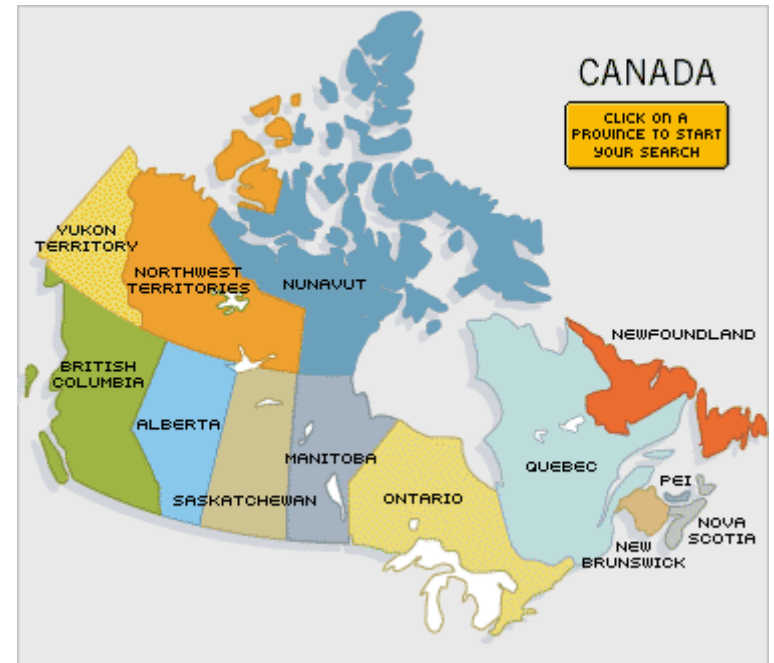 CANADA
CLICK ON A
PROVINCE TO START
YOUR SEARCH
YUKON
TERRITORY
NORTHWEST
TERRITORIES
NUNAVUT
NEWFOUNDLAND
BRITISH
COLUMBIA
ALBERTA
MANITOBA
QUEBEC
PEI
SASKATCHEWAN
ONTARIO
NOVA
SCOTIA
NEW
BRUNSWICK